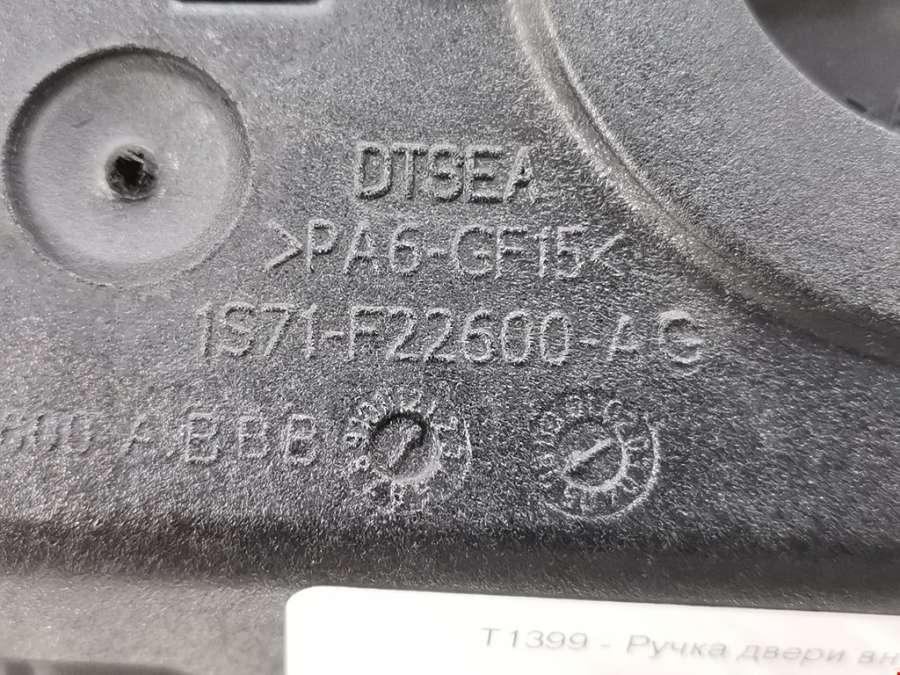 DTSEA
>PA6-GF15<
1S71-F22600-AG
600-A BBB
T1399 - Ручка двери вн